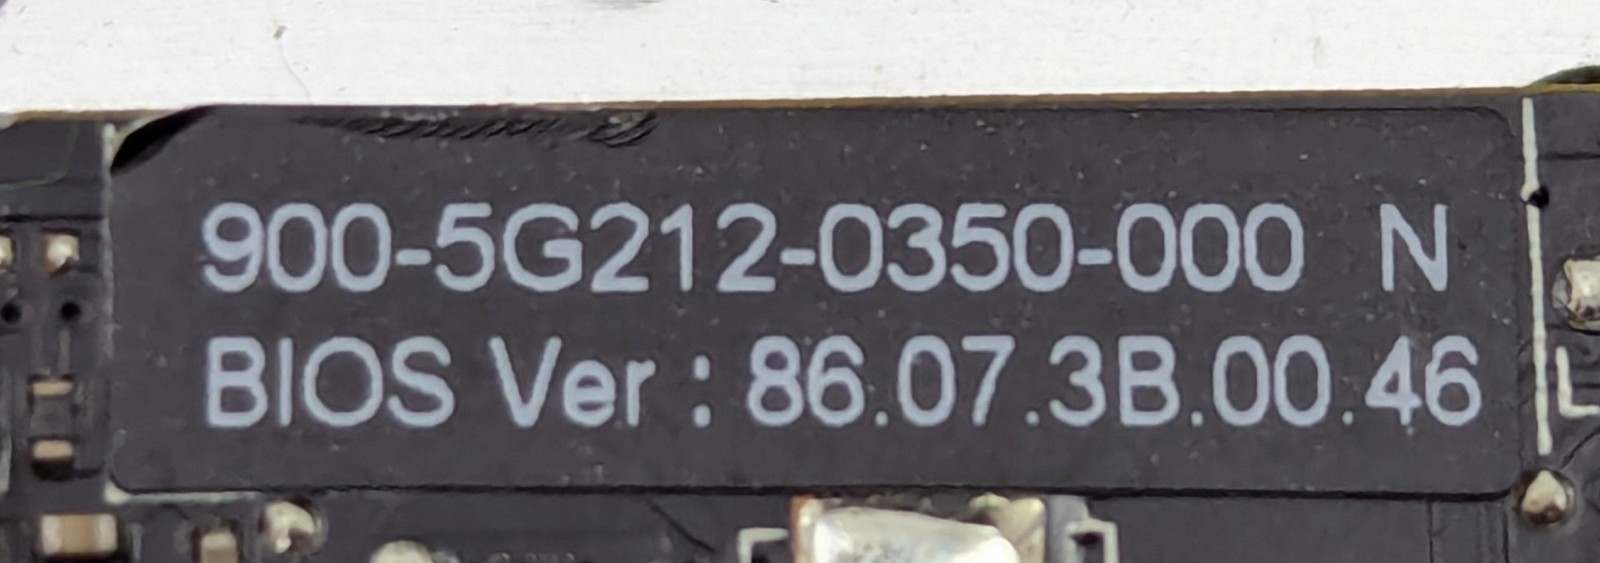 900-5G212-0350-000 N
BIOS Ver : 86.07.3B.00.46